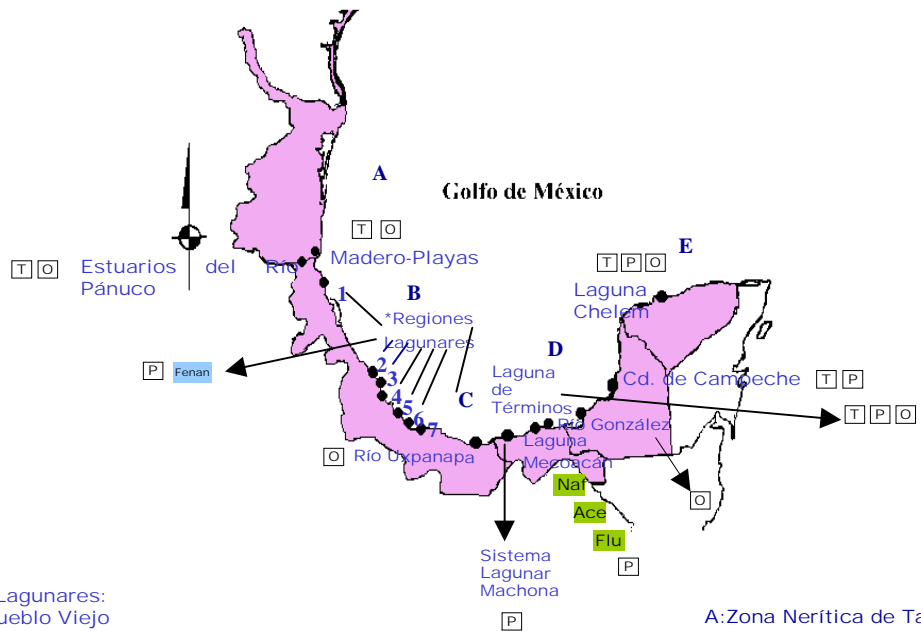 A
Golfo de México
T O
Madero-Playas
T O
Estuarios del Río
Pánuco
E
T P O
Laguna
Chelem
1
B
*Regiones
Lagunares
P Fenan
2
3
4
5
6
7
C
D
Laguna
de
Términos
Cd. de Campeche
T P
T P O
Río González
Laguna
Mecoacán
O Río Uxpanapa
Naf
Ace
Flu
P
O
Sistema
Lagunar
Machona
P
Lagunares:
ueblo Viejo
A:Zona Nerítica de Ta